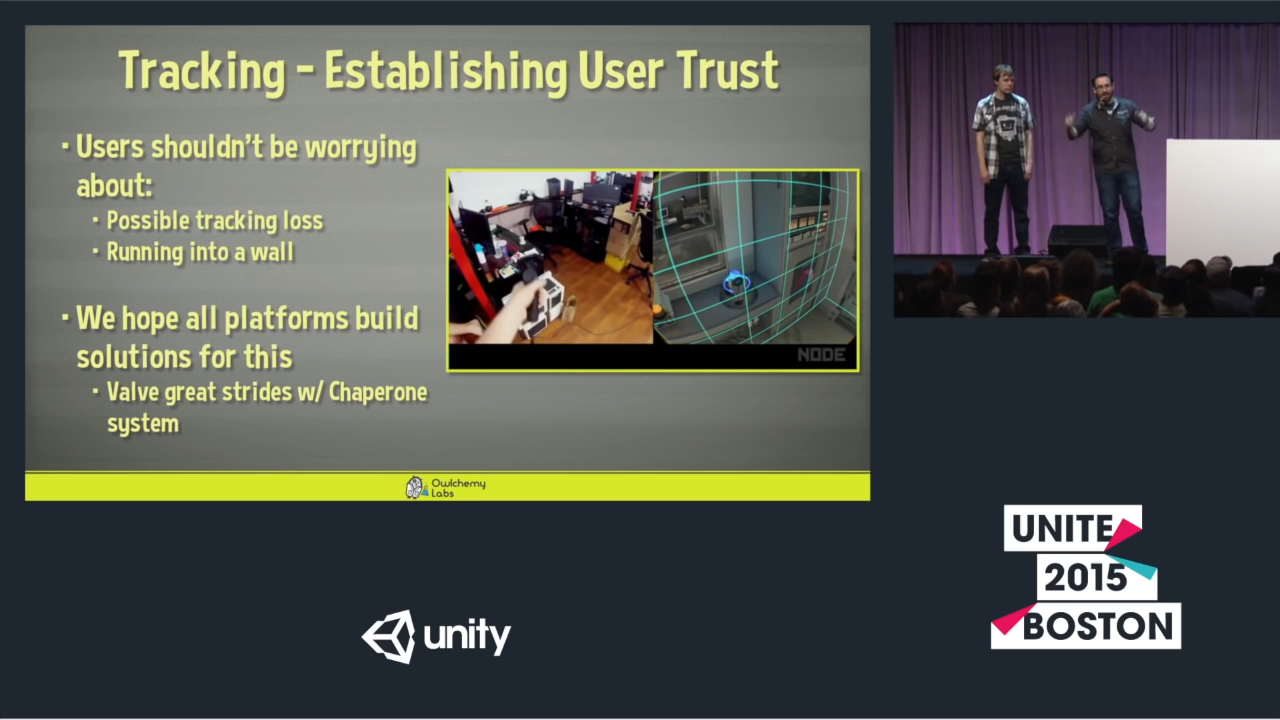 Tracking - Establishing User Trust
· Users shouldn't be worrying
about:
· Possible tracking loss
· Running into a wall
· We hope all platforms build
solutions for this
· Valve great strides w/ Chaperone
system
NODE
Owlchemy
Labs
unity
UNITE
2015
BOSTON